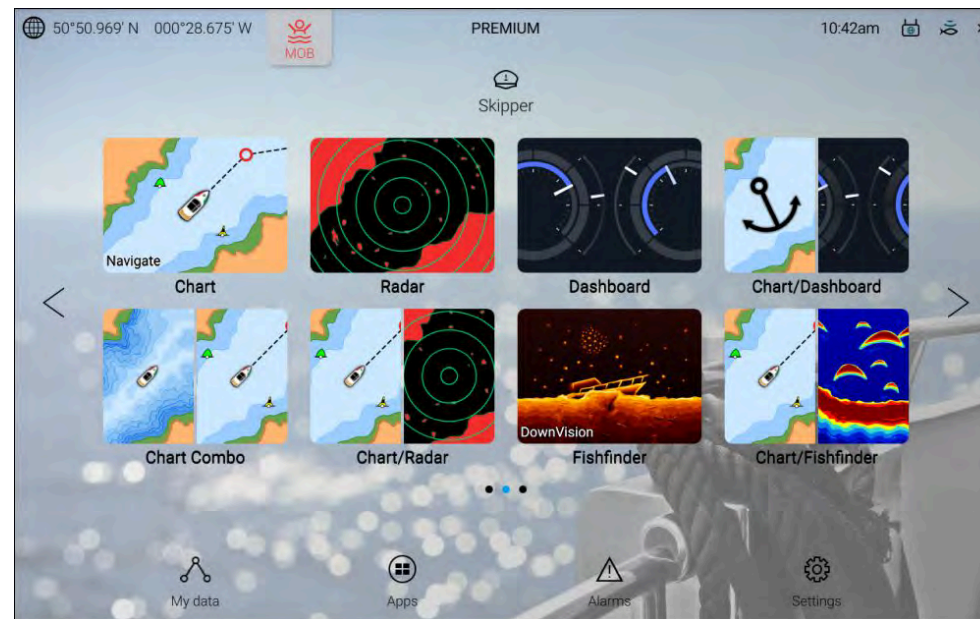 50°50.969' N 000°28.675' W
MOB
PREMIUM
10:42am
1
Skipper
Navigate
Chart
Radar
Dashboard
Chart/Dashboard
Chart Combo
Chart/Radar
DownVision
Fishfinder
Chart/Fishfinder
My data
Apps
Alarms
Settings